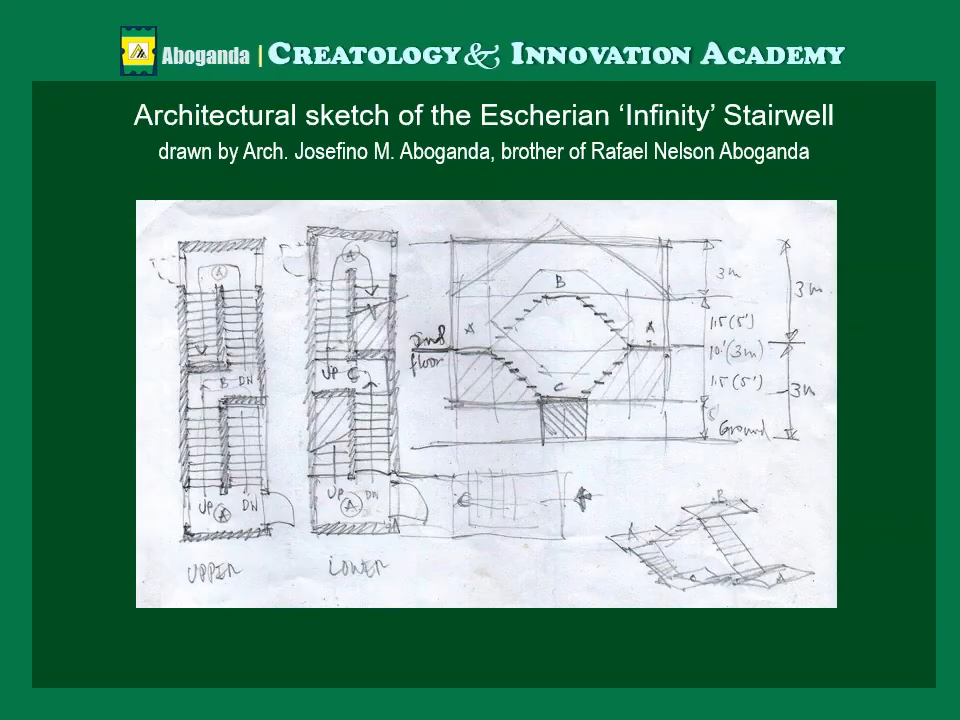 Aboganda | CREATOLOGY & INNOVATION ACADEMY
Architectural sketch of the Escherian ‘Infinity’ Stairwell
drawn by Arch. Josefino M. Aboganda, brother of Rafael Nelson Aboganda
A
B DN
UP A DN
UPPER
A
UP C
UP DN
A
LOWER
B
A A
2nd
floor
C
3m
1.5 (5')
10' (3m)
1.5 (5')
Ground
3m
3m
C
B
A
C A